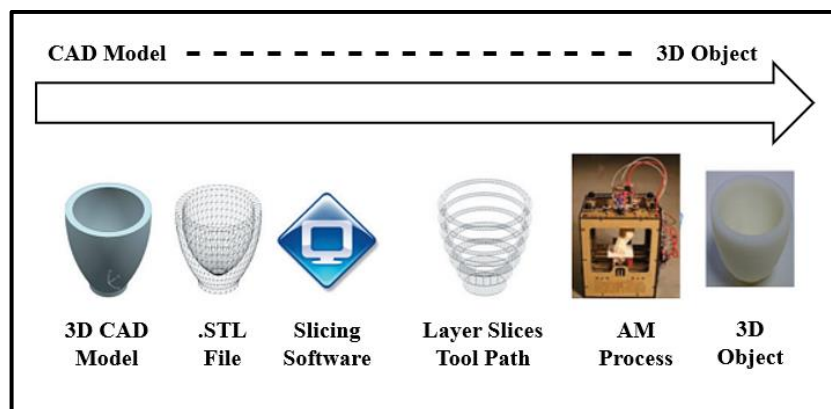 CAD Model
3D Object
3D CAD
Model
.STL
File
Slicing
Software
Layer Slices
Tool Path
AM
Process
3D
Object